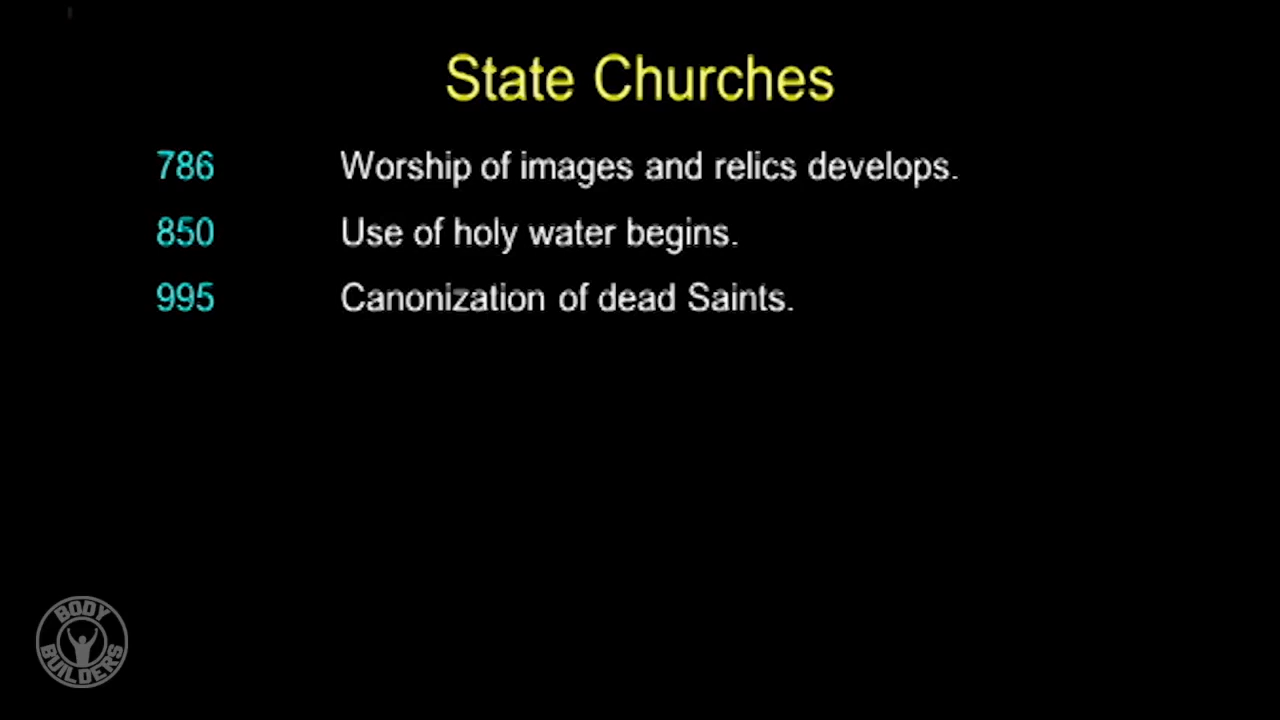 State Churches
786 Worship of images and relics develops.
850 Use of holy water begins.
995 Canonization of dead Saints.
BODY
BUILDERS